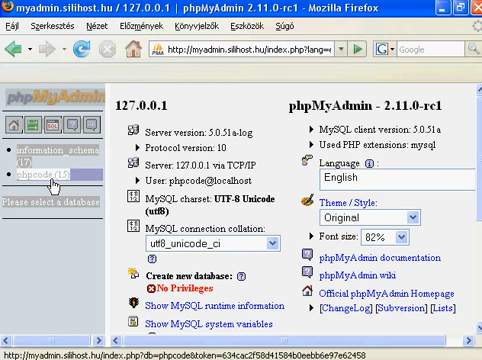 myadmin.silihost.hu / 127.0.0.1 | phpMyAdmin 2.11.0-rc1 - Mozilla Firefox
Fájl Szerkesztés Nézet Előzmények Könyvjelzők Eszközök Súgó
http://myadmin.silihost.hu/index.php?lang=e
Google
phpMyAdmin
SQL
information_schema
(17)
phpcode (15)
Please select a database
127.0.0.1
Server version: 5.0.51a-log
Protocol version: 10
Server: 127.0.0.1 via TCP/IP
User: phpcode@localhost
MySQL charset: UTF-8 Unicode
(utf8)
MySQL connection collation:
utf8_unicode_ci
Create new database:
No Privileges
Show MySQL runtime information
Show MySQL system variables
phpMyAdmin - 2.11.0-rc1
MySQL client version: 5.0.51a
Used PHP extensions: mysql
Language
English
Theme / Style:
Original
Font size: 82%
phpMyAdmin documentation
phpMyAdmin wiki
Official phpMyAdmin Homepage
[ChangeLog] [Subversion] [Lists]
http://myadmin.silihost.hu/index.php?db=phpcode&token=634cac2f58d41584b0eebb6e97e62458